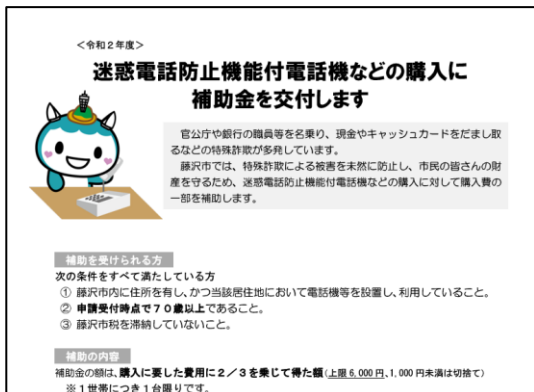 ＜令和２年度＞
迷惑電話防止機能付電話機などの購入に
補助金を交付します
官公庁や銀行の職員等を名乗り、現金やキャッシュカードをだまし取
るなどの特殊詐欺が多発しています。
藤沢市では、特殊詐欺による被害を未然に防止し、市民の皆さんの財
産を守るため、迷惑電話防止機能付電話機などの購入に対して購入費の
一部を補助します。
補助を受けられる方
次の条件をすべて満たしている方
① 藤沢市内に住所を有し、かつ当該居住地において電話機等を設置し、利用していること。
② 申請受付時点で７０歳以上であること。
③ 藤沢市税を滞納していないこと。
補助の内容
補助金の額は、購入に要した費用に２／３を乗じて得た額（上限 6,000 円、1,000 円未満は切捨て）
※１世帯につき１台限りです。